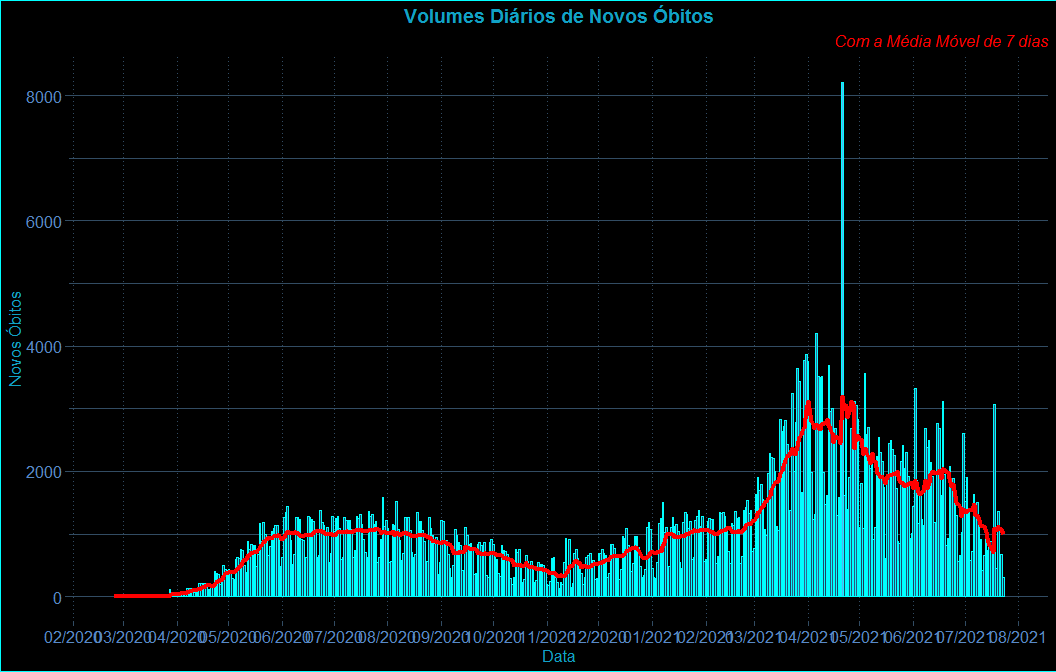 Volumes Diários de Novos Óbitos
Com a Média Móvel de 7 dias
Novos Óbitos
8000
6000
4000
2000
0
02/2020 03/2020 04/2020 05/2020 06/2020 07/2020 08/2020 09/2020 10/2020 11/2020 12/2020 01/2021 02/2021 03/2021 04/2021 05/2021 06/2021 07/2021 08/2021
Data